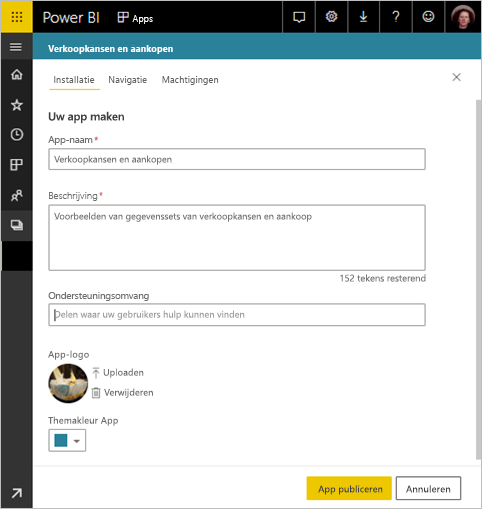 Power BI Apps
?
Verkoopkansen en aankopen
Installatie Navigatie Machtigingen
Uw app maken
App-naam*
Verkoopkansen en aankopen
Beschrijving*
Voorbeelden van gegevenssets van verkoopkansen en aankoop
152 tekens resterend
Ondersteuningsomvang
Delen waar uw gebruikers hulp kunnen vinden
App-logo
Uploaden
Verwijderen
Themakleur App
App publiceren Annuleren